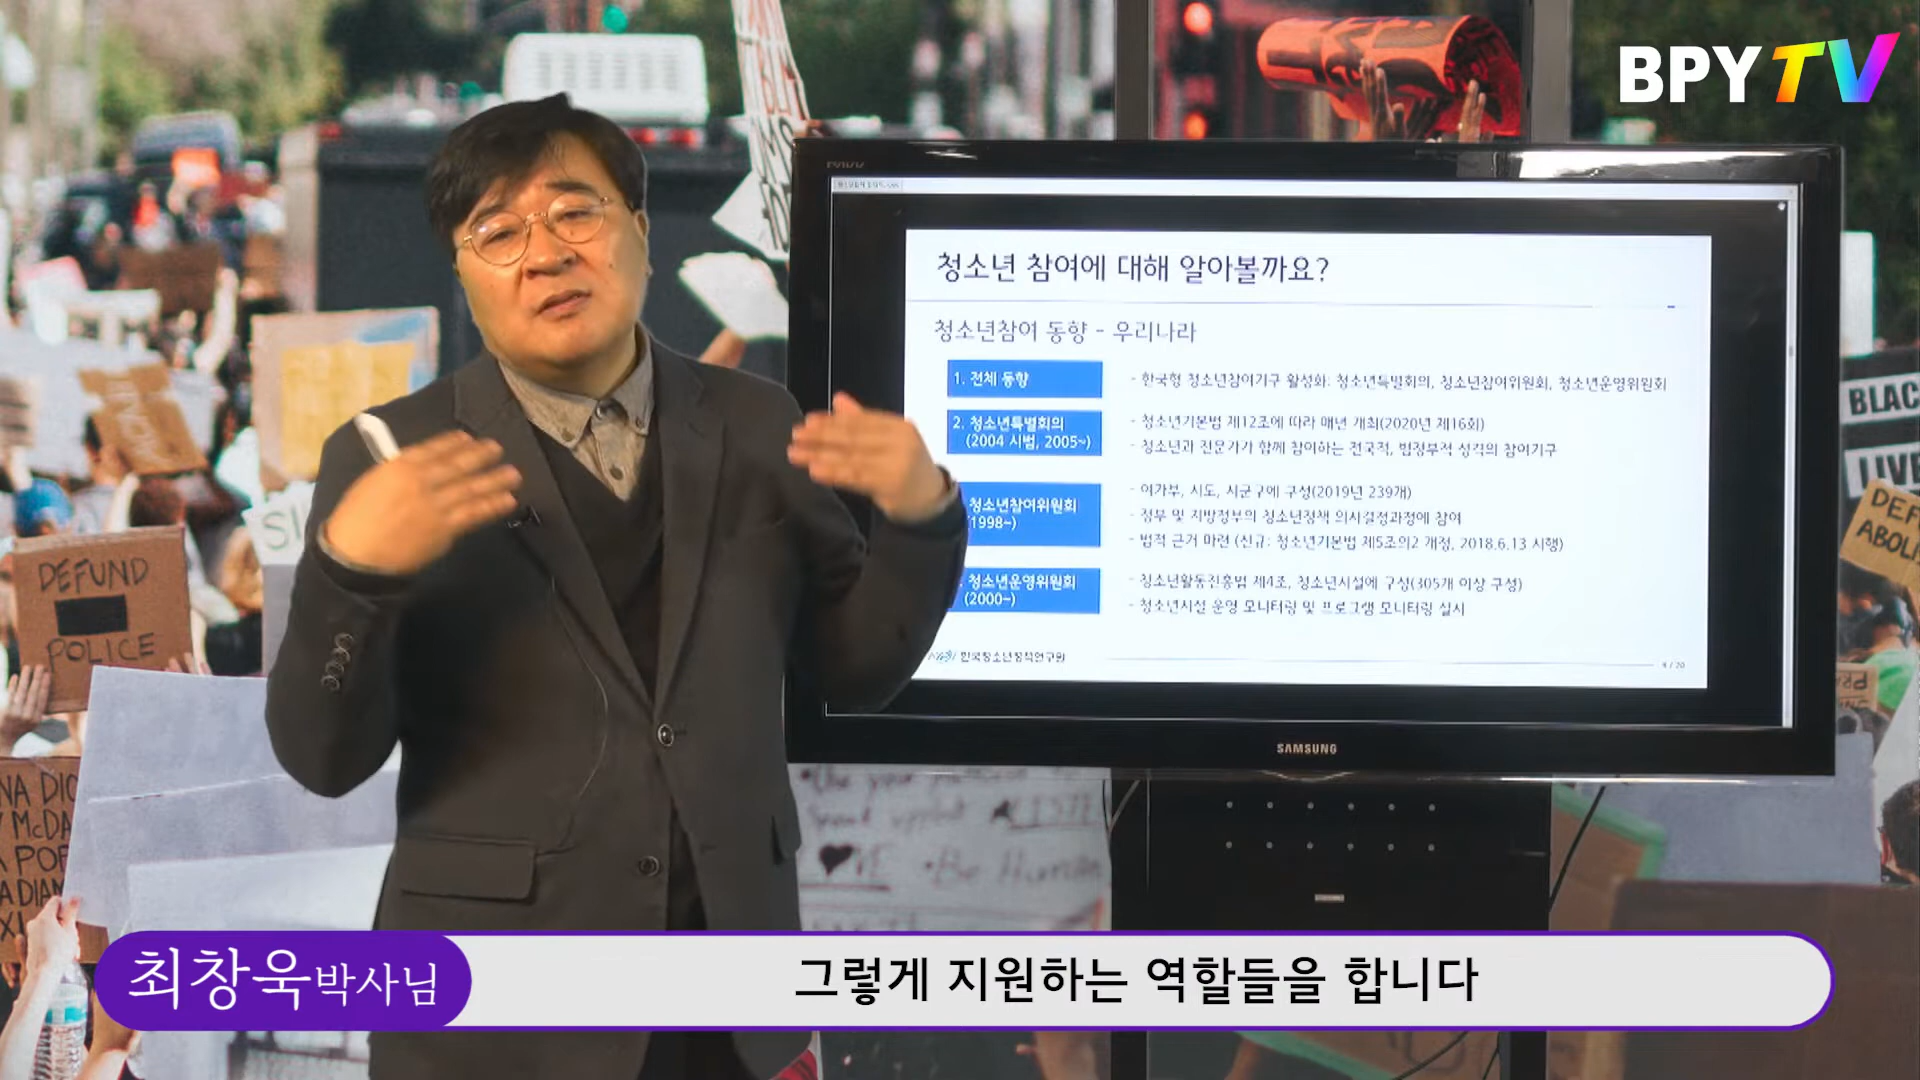 BPY TV
청소년 참여에 대해 알아볼까요?
청소년참여 동향 - 우리나라
1. 전체 동향
- 한국형 청소년참여기구 활성화: 청소년특별회의, 청소년참여위원회, 청소년운영위원회
2. 청소년특별회의
(2004 시범, 2005~)
- 청소년기본법 제12조에 따라 매년 개최(2020년 제16회)
- 청소년과 전문가가 함께 참여하는 전국적, 범정부적 성격의 참여기구
청소년참여위원회
1998~)
- 여가부, 시도, 시군구에 구성(2019년 239개)
- 정부 및 지방정부의 청소년정책 의사결정과정에 참여
- 법적 근거 마련 (신규: 청소년기본법 제5조의2 개정, 2018.6.13 시행)
청소년운영위원회
(2000~)
- 청소년활동진흥법 제4조, 청소년시설에 구성(305개 이상 구성)
- 청소년시설 운영 모니터링 및 프로그램 모니터링 실시
한국청소년정책연구원
SAMSUNG
DEFUND
POLICE
BLAC
LIVE
DEF
ABOL
NA DIO
McDA
POF
ADIAN
XI
Be Human
최창욱박사님
그렇게 지원하는 역할들을 합니다